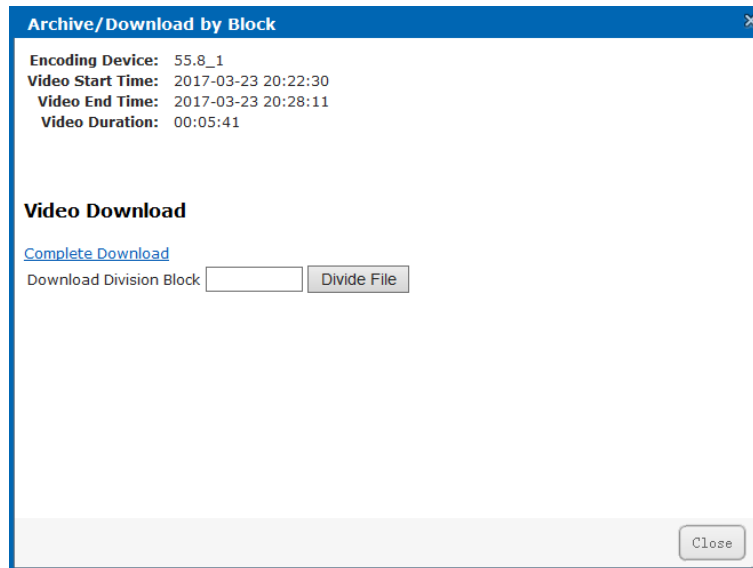 Archive/Download by Block
Encoding Device: 55.8_1
Video Start Time: 2017-03-23 20:22:30
Video End Time: 2017-03-23 20:28:11
Video Duration: 00:05:41
Video Download
Complete Download
Download Division Block Divide File
Close